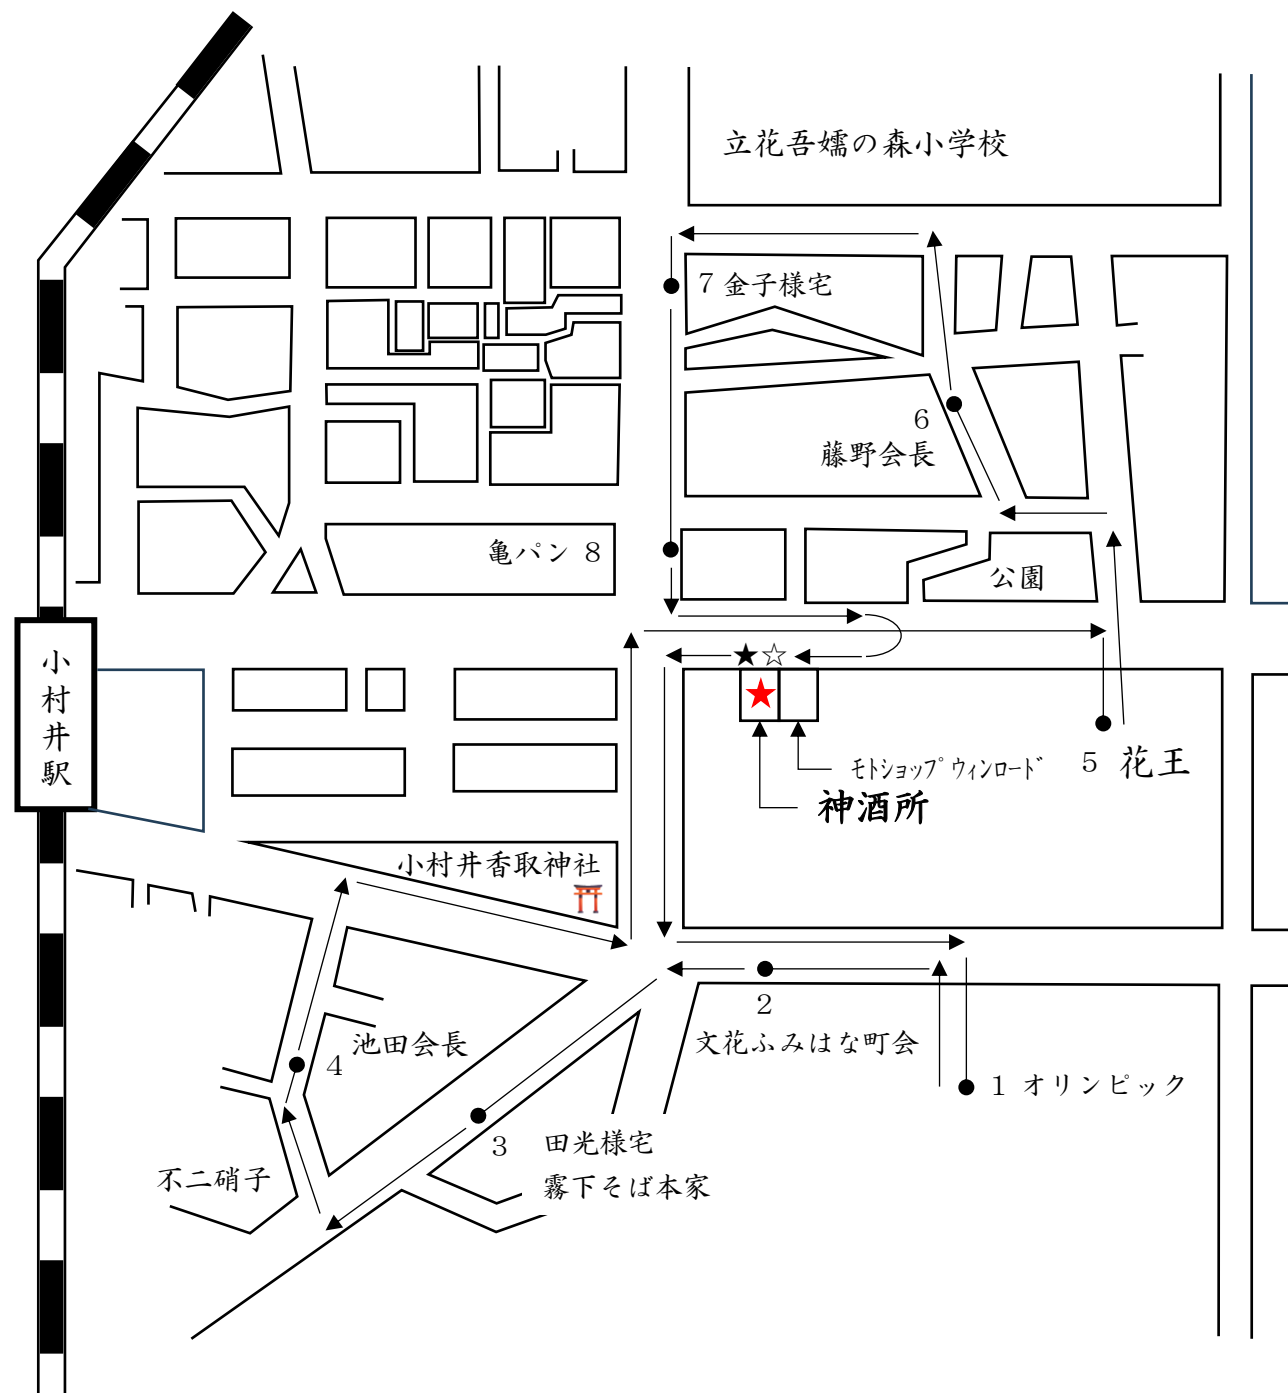 立花吾嬬の森小学校
7 金子様宅
6
藤野会長
亀パン 8
公園
小村井駅
★☆
★
モトショップ ウィンロード
5 花王
神酒所
小村井香取神社
2
文花ふみはな町会
池田会長
4
1 オリンピック
3 田光様宅
霧下そば本家
不二硝子